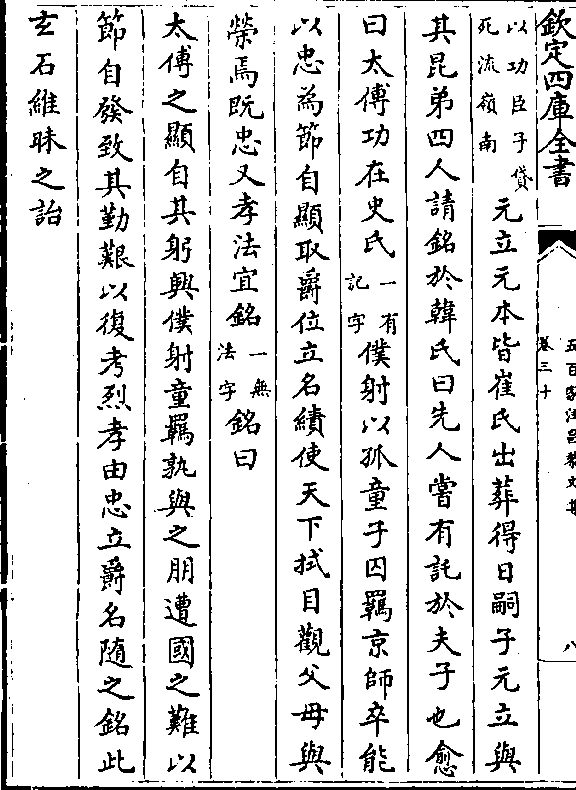 欽定四庫全書
五百家注昌黎文集
卷三十
八
以功臣子貸
死流嶺南
元立元本皆崔氏出葬得日嗣子元立與
其昆弟四人請銘於韓氏曰先人嘗有託於夫子也愈
曰太傅功在史氏一有記字僕射以孤童子囚羈京師卒能
以忠為節自顯取爵位立名績使天下拭目觀父母與
榮焉既忠又孝法宜銘一無法字銘曰
太傅之顯自其躬興僕射童羈孰與之朋遭國之難以
節自發致其勤艱以復考烈孝由忠立爵名隨之銘此
玄石維昧之詒